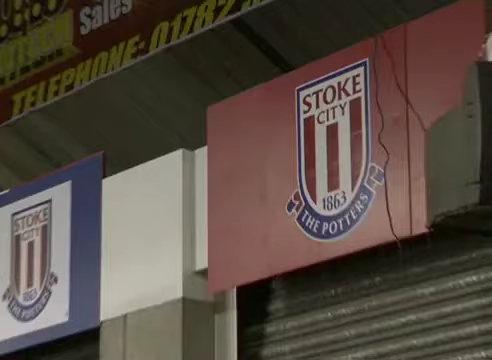 Sales
TELEPHONE: 01782
STOKE
CITY
1863
THE POTTERS
STOKE
CITY
1863
THE POTTERS